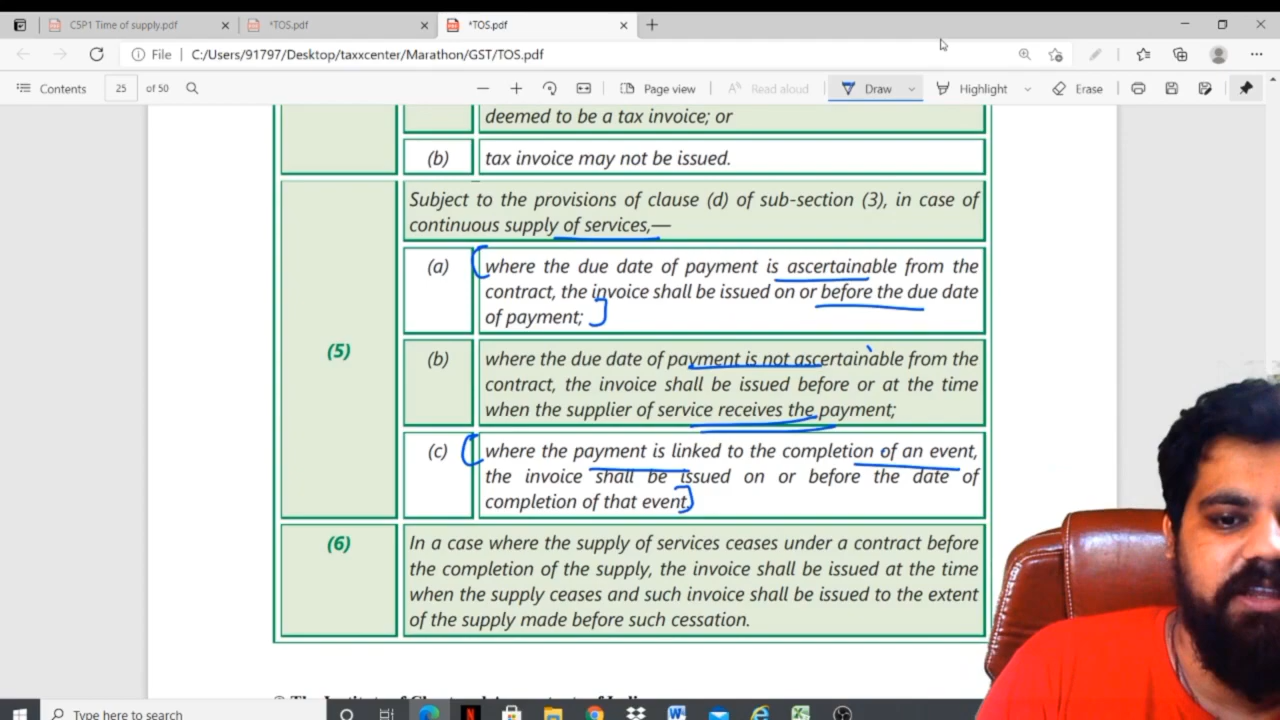 C5P1 Time of supply.pdf
*TOS.pdf
*TOS.pdf
File
C:/Users/91797/Desktop/taxxcenter/Marathon/GST/TOS.pdf
Contents
25
of 50
Page view
Read aloud
Draw
Highlight
Erase
deemed to be a tax invoice; or
(b) tax invoice may not be issued.
(5)
Subject to the provisions of clause (d) of sub-section (3), in case of
continuous supply of services,—
(a) where the due date of payment is ascertainable from the
contract, the invoice shall be issued on or before the due date
of payment;
(b) where the due date of payment is not ascertainable from the
contract, the invoice shall be issued before or at the time
when the supplier of service receives the payment;
(c) where the payment is linked to the completion of an event,
the invoice shall be issued on or before the date of
completion of that event.
(6) In a case where the supply of services ceases under a contract before
the completion of the supply, the invoice shall be issued at the time
when the supply ceases and such invoice shall be issued to the extent
of the supply made before such cessation.
Type here to search